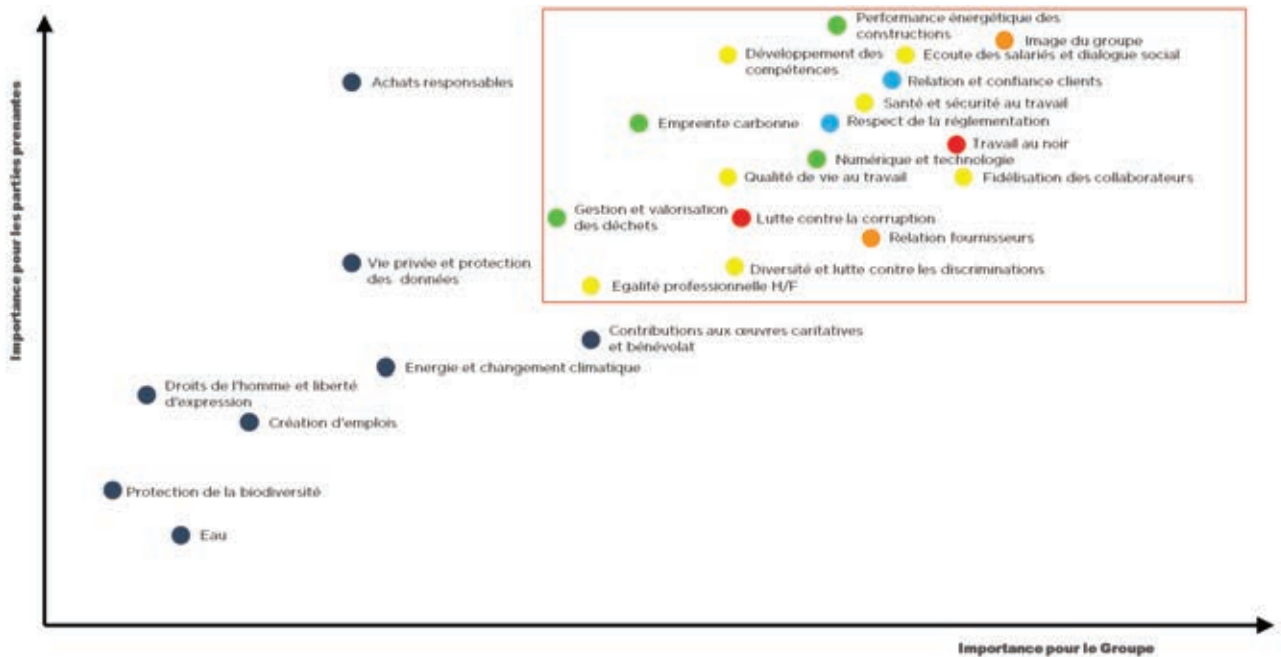 Importance pour les parties prenantes
Performance énergétique des
constructions
Image du groupe
Développement des
compétences
Ecoute des salariés et dialogue social
Achats responsables
Relation et confiance clients
Santé et sécurité au travail
Empreinte carbonne
Respect de la réglementation
Travail au noir
Numérique et technologie
Qualité de vie au travail
Fidélisation des collaborateurs
Gestion et valorisation
des déchets
Lutte contre la corruption
Relation fournisseurs
Vie privée et protection
des données
Diversité et lutte contre les discriminations
Egalité professionnelle H/F
Contributions aux œuvres caritatives
et bénévolat
Energie et changement climatique
Droits de l'homme et liberté
d'expression
Création d'emplois
Protection de la biodiversité
Eau
Importance pour le Groupe